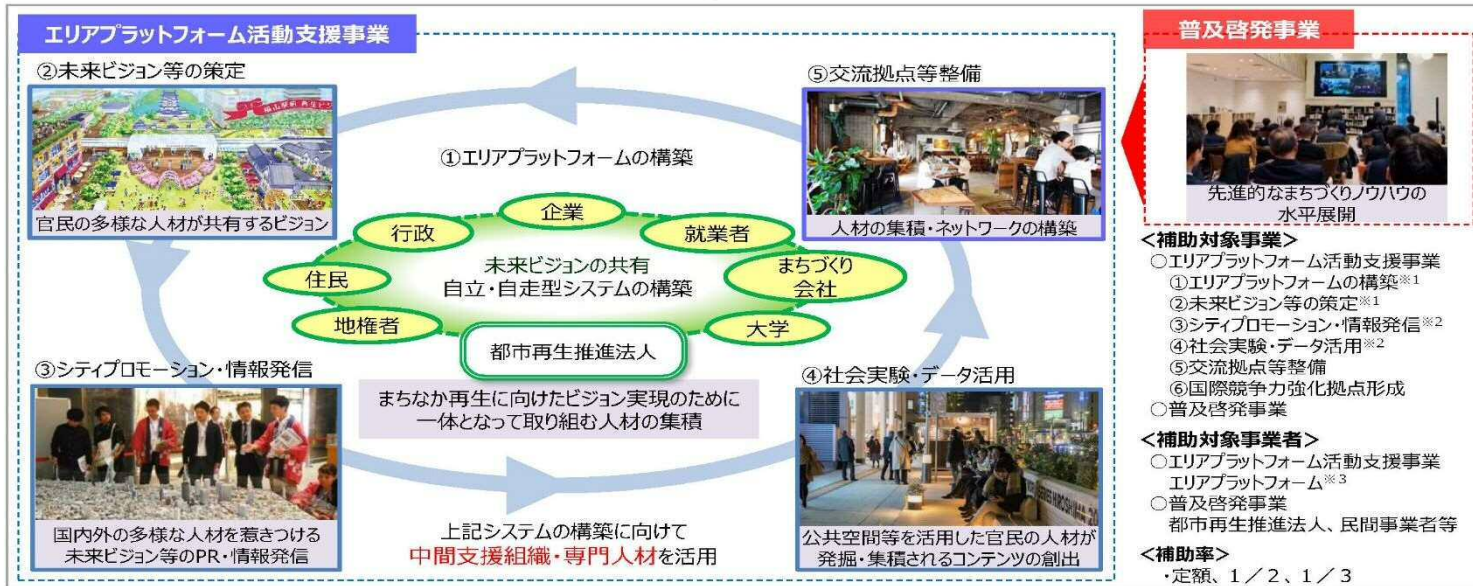 エリアプラットフォーム活動支援事業
②未来ビジョン等の策定
官民の多様な人材が共有するビジョン
①エリアプラットフォームの構築
⑤交流拠点等整備
人材の集積・ネットワークの構築
企業
行政
就業者
住民
まちづくり
会社
地権者
大学
未来ビジョンの共有
自立・自走型システムの構築
都市再生推進法人
まちなか再生に向けたビジョン実現のために
一体となって取り組む人材の集積
③シティプロモーション・情報発信
国内外の多様な人材を惹きつける
未来ビジョン等のPR・情報発信
④社会実験・データ活用
公共空間等を活用した官民の人材が
発掘・集積されるコンテンツの創出
上記システムの構築に向けて
中間支援組織・専門人材を活用
普及啓発事業
先進的なまちづくりノウハウの
水平展開
<補助対象事業>
○エリアプラットフォーム活動支援事業
①エリアプラットフォームの構築※1
②未来ビジョン等の策定※1
③シティプロモーション・情報発信※2
④社会実験・データ活用※2
⑤交流拠点等整備
⑥国際競争力強化拠点形成
○普及啓発事業
<補助対象事業者>
○エリアプラットフォーム活動支援事業
エリアプラットフォーム※3
○普及啓発事業
都市再生推進法人、民間事業者等
<補助率>
・定額、1/2、1/3